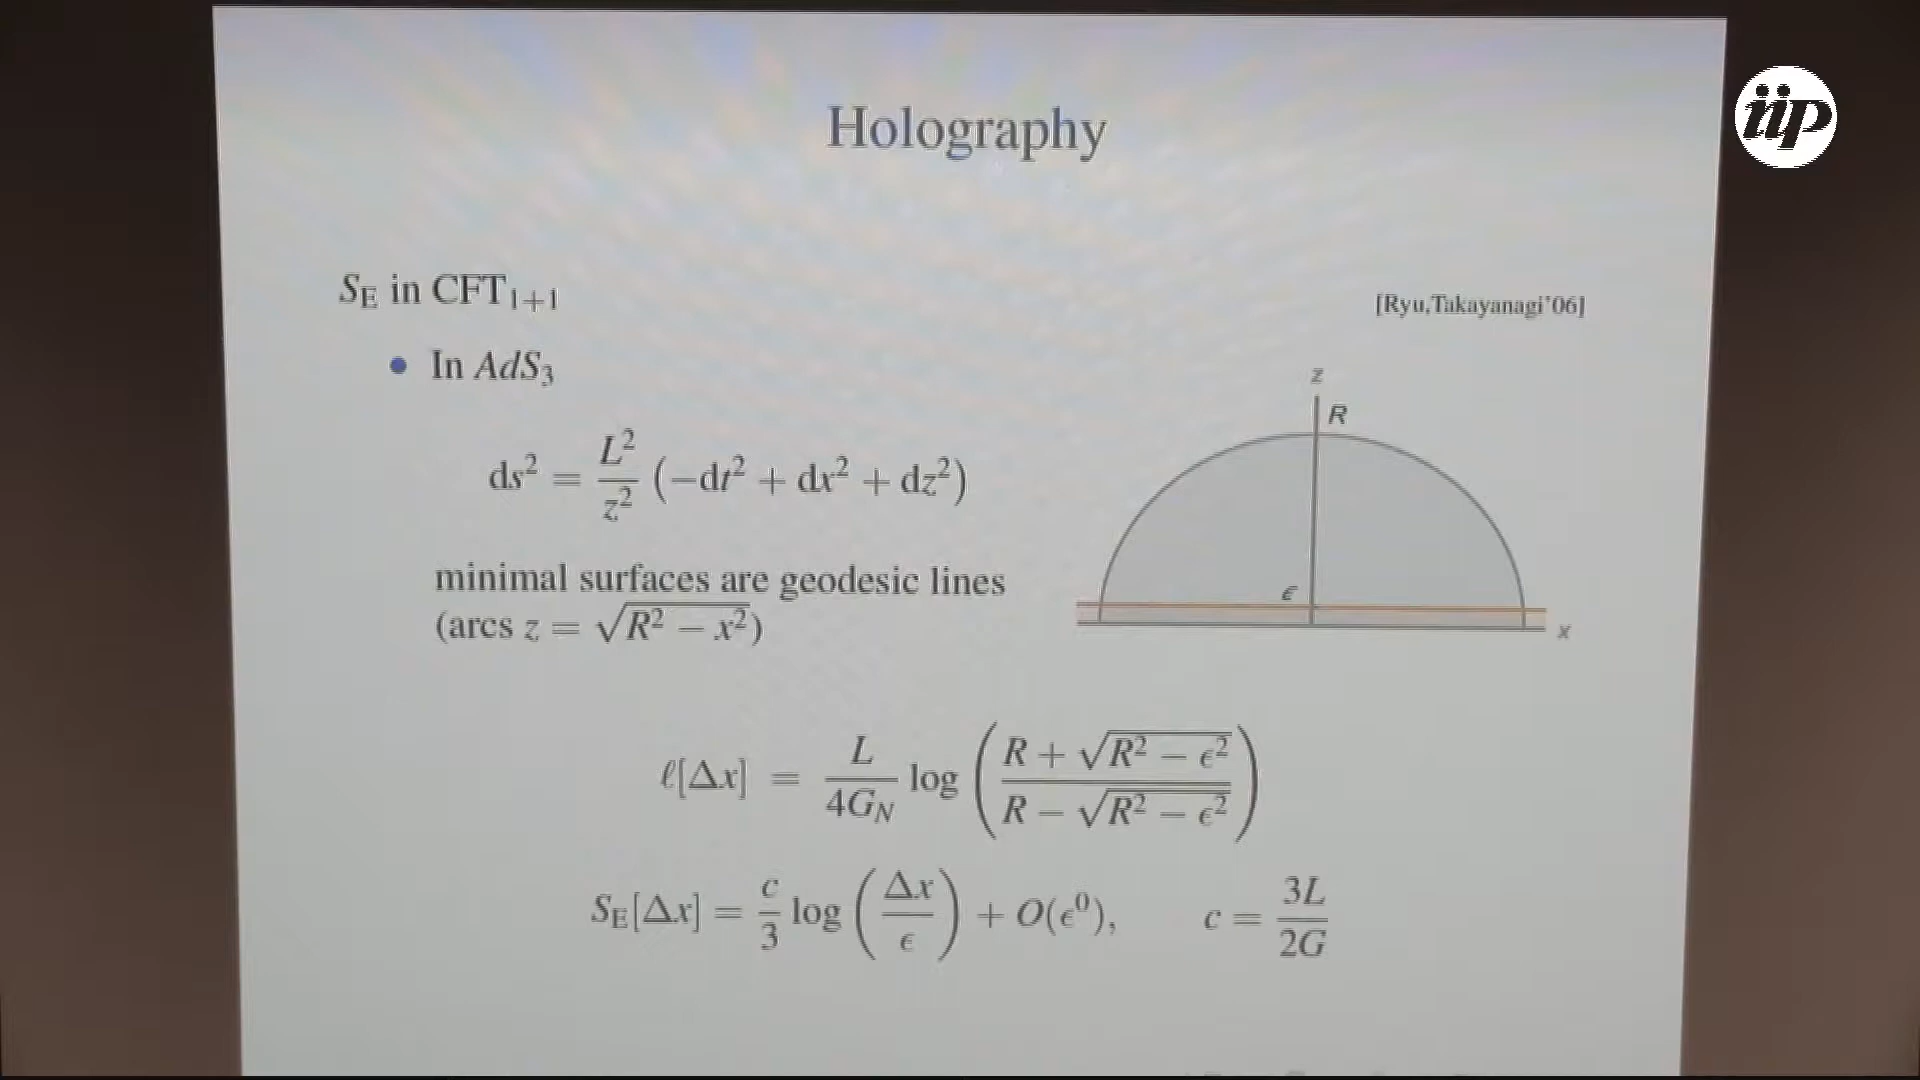 iip
Holography
S_E in CFT_{1+1}
[Ryu,Takayanagi'06]
• In AdS_3
ds² = L²/z² (−dt² + dx² + dz²)
minimal surfaces are geodesic lines
(arcs z = √(R² − x²))
z
R
ϵ
x
ℓ[Δx] = L/4G_N log ((R + √(R² − ϵ²))/(R − √(R² − ϵ²)))
S_E[Δx] = c/3 log (Δx/ϵ) + O(ϵ⁰), c = 3L/2G